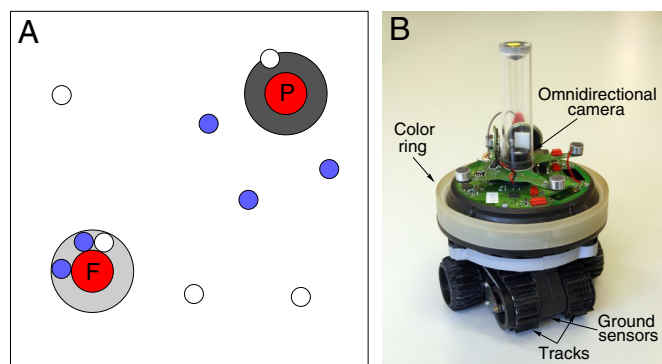 A
P
F
B
Omnidirectional
camera
Color
ring
Ground
sensors
Tracks